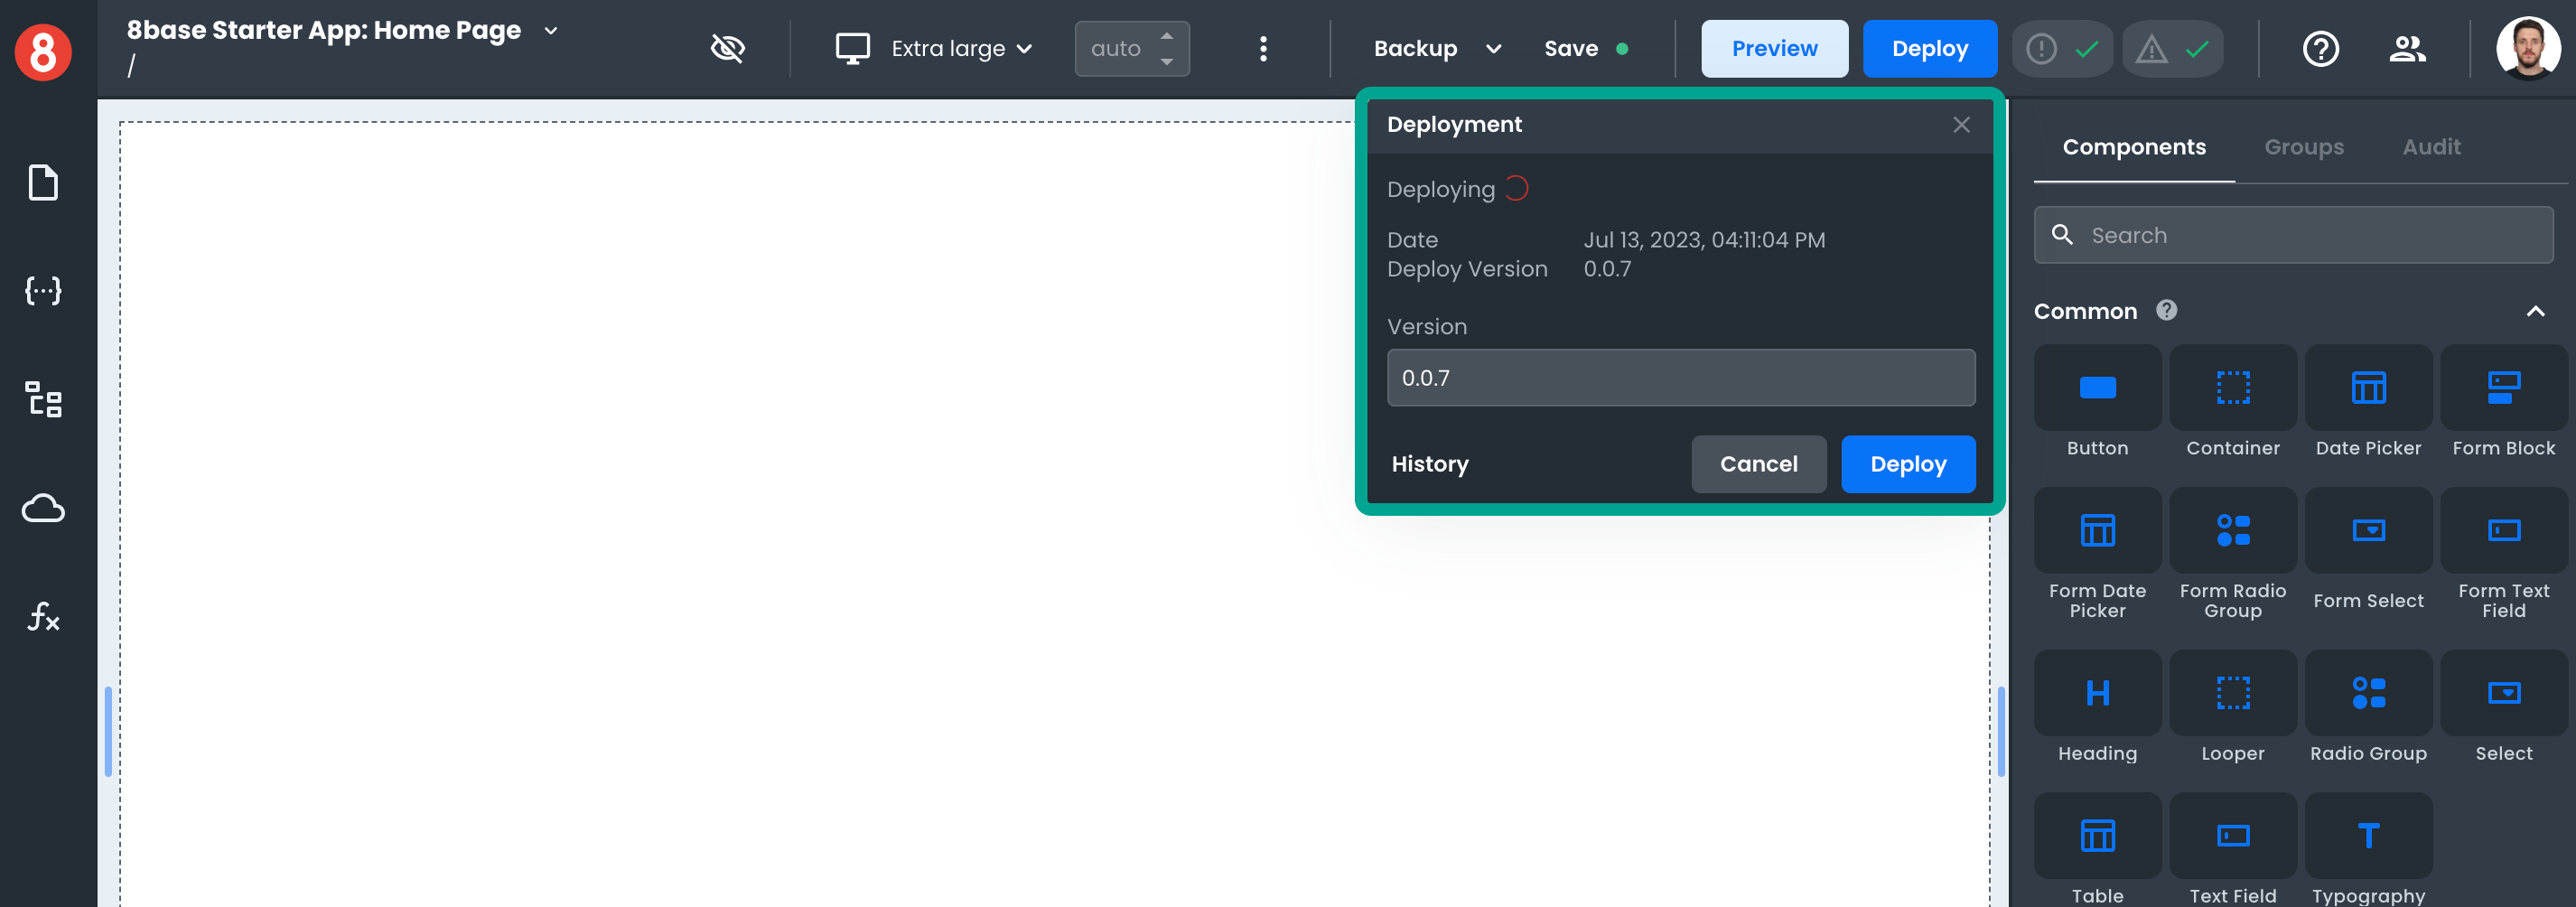 8
8base Starter App: Home Page
/
Extra large
auto
Backup
Save
Preview
Deploy
Deployment
Deploying
Date Jul 13, 2023, 04:11:04 PM
Deploy Version 0.0.7
Version
0.0.7
History
Cancel
Deploy
Components
Groups
Audit
Search
Common
Button
Container
Date Picker
Form Block
Form Date
Picker
Form Radio
Group
Form Select
Form Text
Field
H
Heading
Looper
Radio Group
Select
Table
Text Field
T
Typography